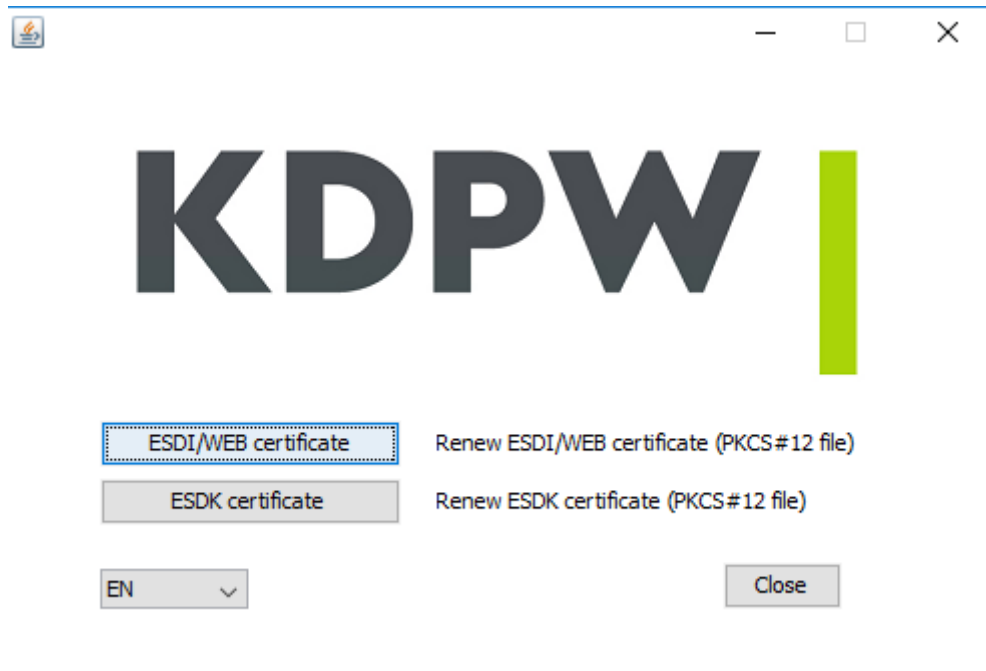 KDPW
ESDI/WEB certificate Renew ESDI/WEB certificate (PKCS#12 file)
ESDK certificate Renew ESDK certificate (PKCS#12 file)
EN Close